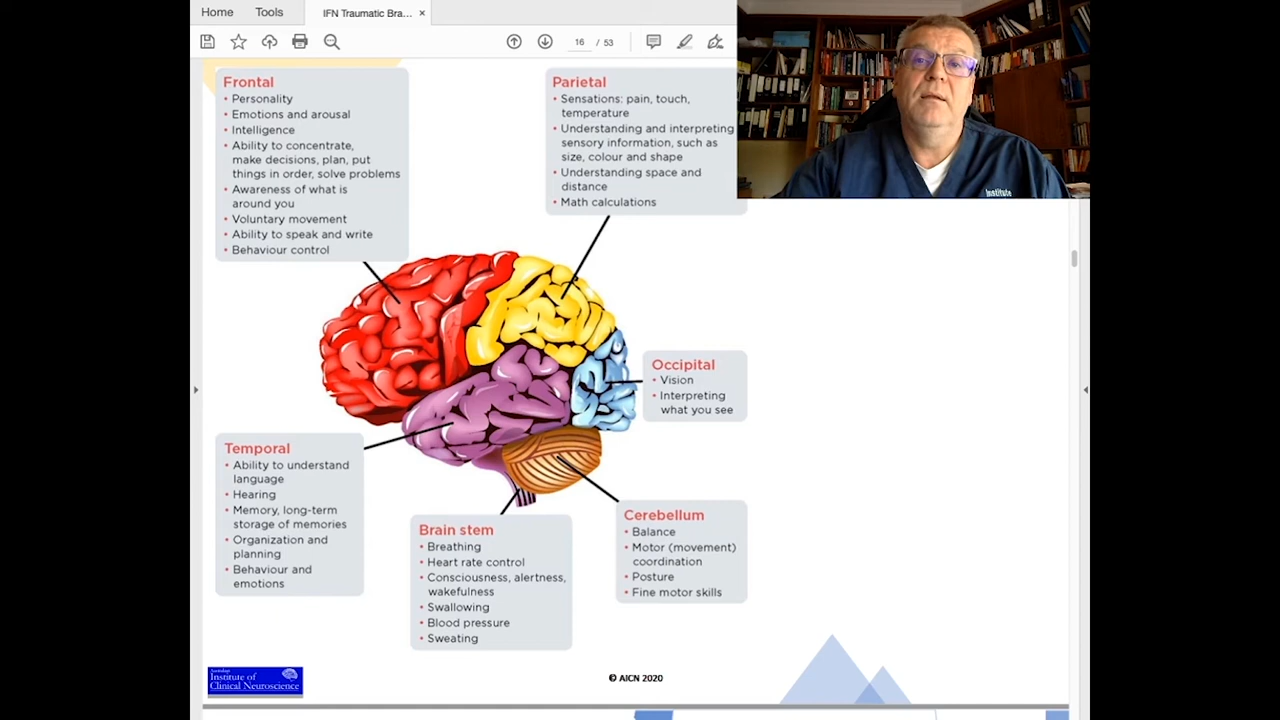 Home
Tools
IFN Traumatic Bra... ×
16 / 53
Frontal
• Personality
• Emotions and arousal
• Intelligence
• Ability to concentrate,
make decisions, plan, put
things in order, solve problems
• Awareness of what is
around you
• Voluntary movement
• Ability to speak and write
• Behaviour control
Parietal
• Sensations: pain, touch,
temperature
• Understanding and interpreting
sensory information, such as
size, colour and shape
• Understanding space and
distance
• Math calculations
Institute
Occipital
• Vision
• Interpreting
what you see
Temporal
• Ability to understand
language
• Hearing
• Memory, long-term
storage of memories
• Organization and
planning
• Behaviour and
emotions
Brain stem
• Breathing
• Heart rate control
• Consciousness, alertness,
wakefulness
• Swallowing
• Blood pressure
• Sweating
Cerebellum
• Balance
• Motor (movement)
coordination
• Posture
• Fine motor skills
Institute of
Clinical Neuroscience
© AICN 2020